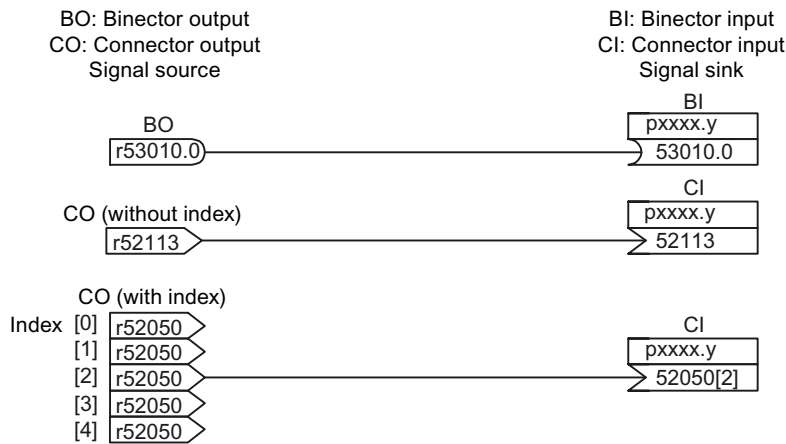 BO: Binector output
CO: Connector output
Signal source
BI: Binector input
CI: Connector input
Signal sink
BO
r53010.0
BI
pxxxx.y
53010.0
CO (without index)
r52113
CI
pxxxx.y
52113
CO (with index)
Index [0] r52050
[1] r52050
[2] r52050
[3] r52050
[4] r52050
CI
pxxxx.y
52050[2]